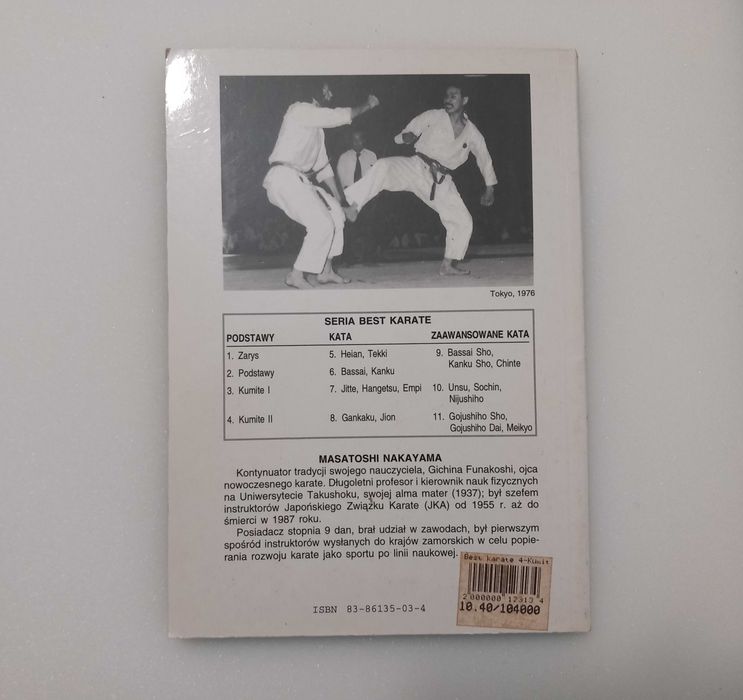 Tokyo, 1976
SERIA BEST KARATE
PODSTAWY KATA ZAAWANSOWANE KATA
1. Zarys 5. Heian, Tekki 9. Bassai Sho,
Kanku Sho, Chinte
2. Podstawy 6. Bassai, Kanku
3. Kumite I 7. Jitte, Hangetsu, Empi 10. Unsu, Sochin,
Nijushiho
4. Kumite II 8. Gankaku, Jion 11. Gojushiho Sho,
Gojushiho Dai, Meikyo
MASATOSHI NAKAYAMA
Kontynuator tradycji swojego nauczyciela, Gichina Funakoshi, ojca
nowoczesnego karate. Długoletni profesor i kierownik nauk fizycznych
na Uniwersytecie Takushoku, swojej alma mater (1937); był szefem
instruktorów Japońskiego Związku Karate (JKA) od 1955 r. aż do
śmierci w 1987 roku.
Posiadacz stopnia 9 dan, brał udział w zawodach, był pierwszym
spośród instruktorów wysłanych do krajów zamorskich w celu popie-
rania rozwoju karate jako sportu po linii naukowej.
Best karate 4-Kumit
2 000000 12313 4
10.40/104000
ISBN 83-86135-03-4